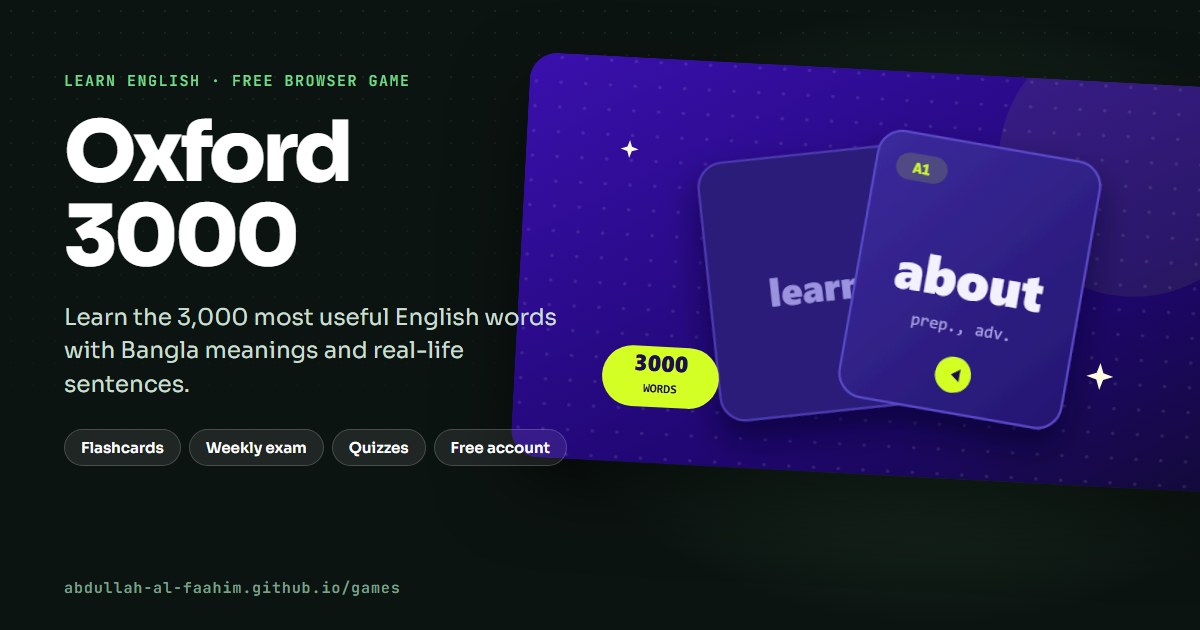 LEARN ENGLISH · FREE BROWSER GAME
Oxford
3000
Learn the 3,000 most useful English words
with Bangla meanings and real-life
sentences.
Flashcards
Weekly exam
Quizzes
Free account
abdullah-al-faahim.github.io/games
3000
WORDS
learn
A1
about
prep., adv.